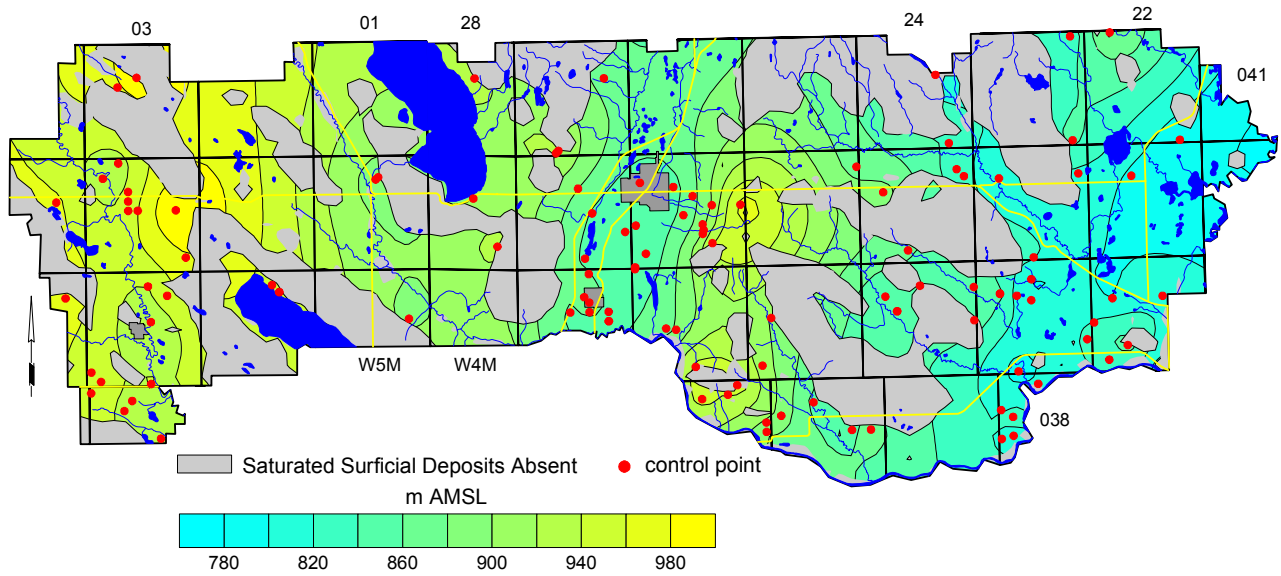 03
01
28
24
22
041
W5M
W4M
038
Saturated Surficial Deposits Absent
control point
m AMSL
780
820
860
900
940
980